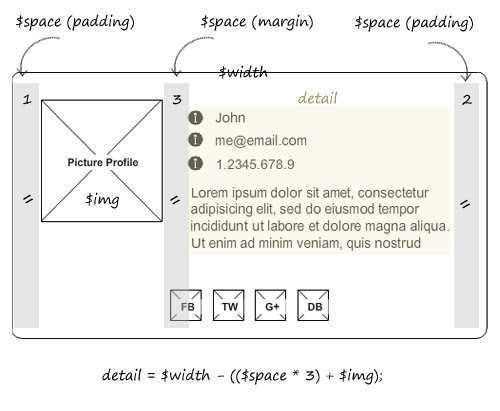 $space (padding)
$space (margin)
$space (padding)
$width
1
3
detail
2
John
me@email.com
1.2345.678.9
Picture Profile
$img
=
=
=
Lorem ipsum dolor sit amet, consectetur
adipisicing elit, sed do eiusmod tempor
incididunt ut labore et dolore magna aliqua.
Ut enim ad minim veniam, quis nostrud
FB
TW
G+
DB
detail = $width - (($space * 3) + $img);